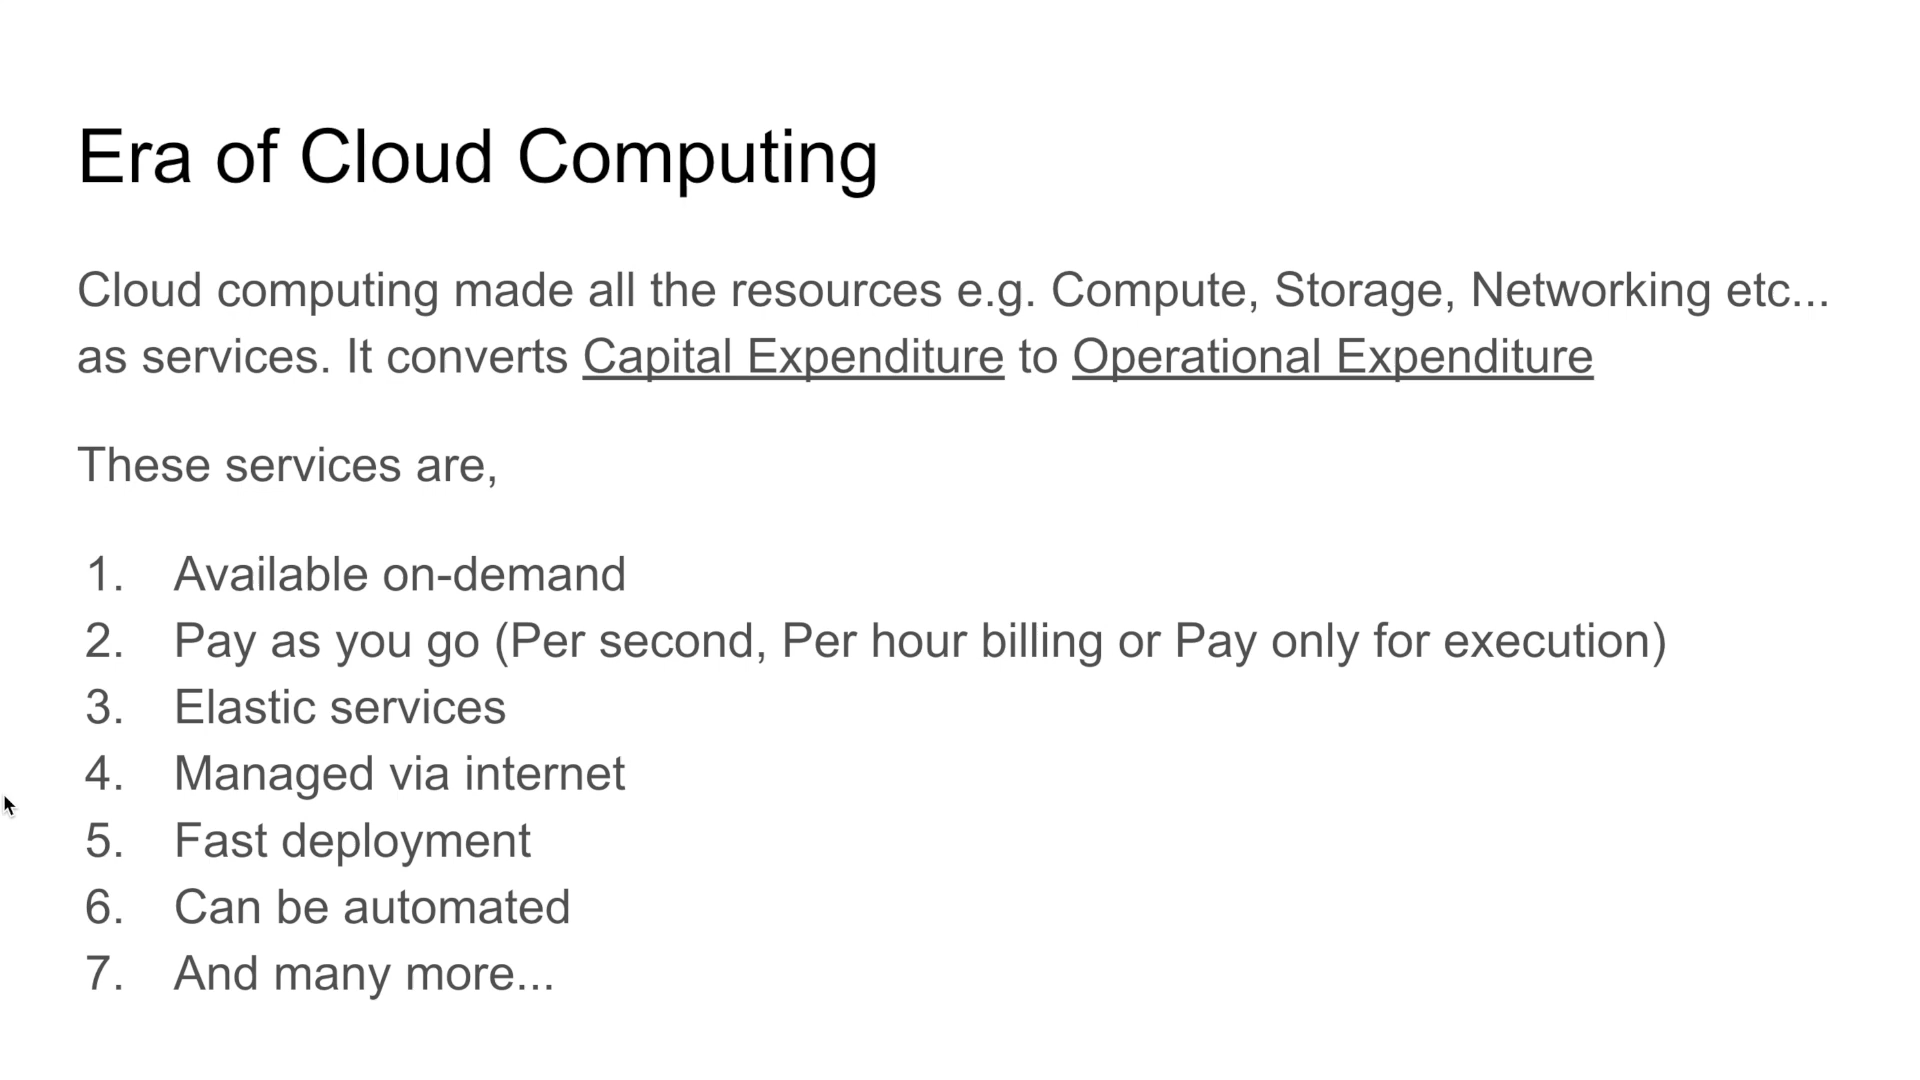 Era of Cloud Computing
Cloud computing made all the resources e.g. Compute, Storage, Networking etc...
as services. It converts Capital Expenditure to Operational Expenditure
These services are,
1. Available on-demand
2. Pay as you go (Per second, Per hour billing or Pay only for execution)
3. Elastic services
4. Managed via internet
5. Fast deployment
6. Can be automated
7. And many more...